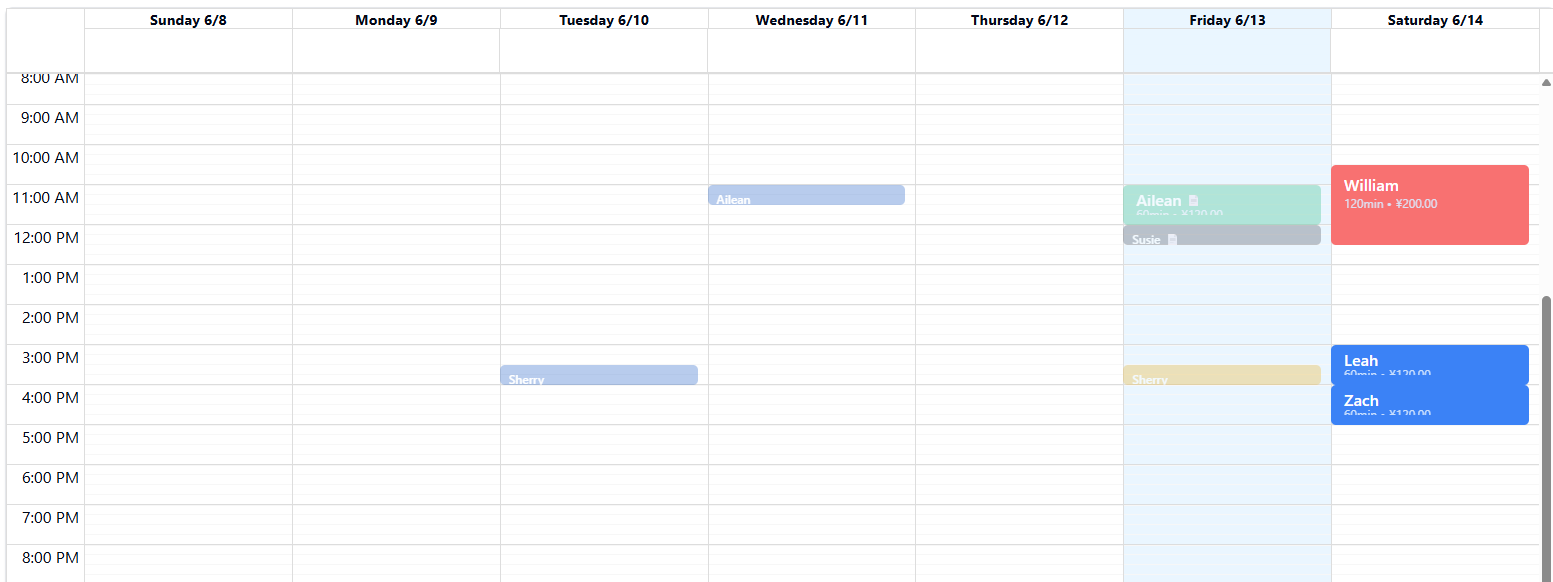 Sunday 6/8 Monday 6/9 Tuesday 6/10 Wednesday 6/11 Thursday 6/12 Friday 6/13 Saturday 6/14
8:00 AM
9:00 AM
10:00 AM
William
120min • ¥200.00
11:00 AM
Ailean
Ailean
60min • ¥120.00
12:00 PM
Susie
1:00 PM
2:00 PM
3:00 PM
Leah
60min • ¥120.00
Sherry
Sherry
4:00 PM
Zach
60min • ¥120.00
5:00 PM
6:00 PM
7:00 PM
8:00 PM